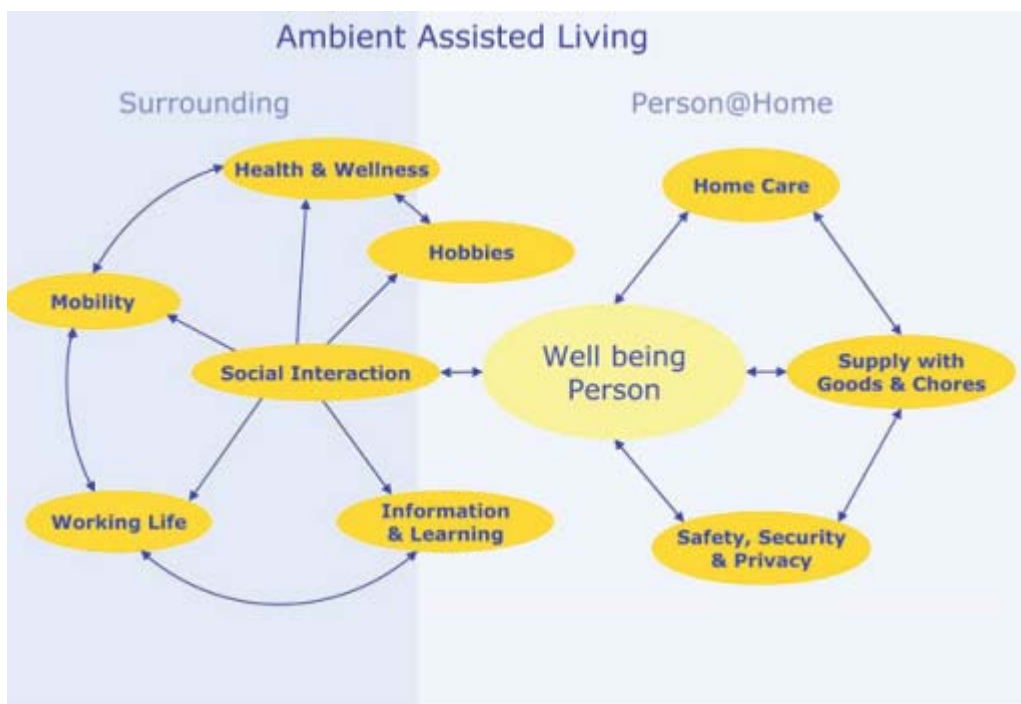 Ambient Assisted Living
Surrounding
Person@Home
Health & Wellness
Home Care
Hobbies
Mobility
Social Interaction
Well being
Person
Supply with
Goods & Chores
Working Life
Information
& Learning
Safety, Security
& Privacy